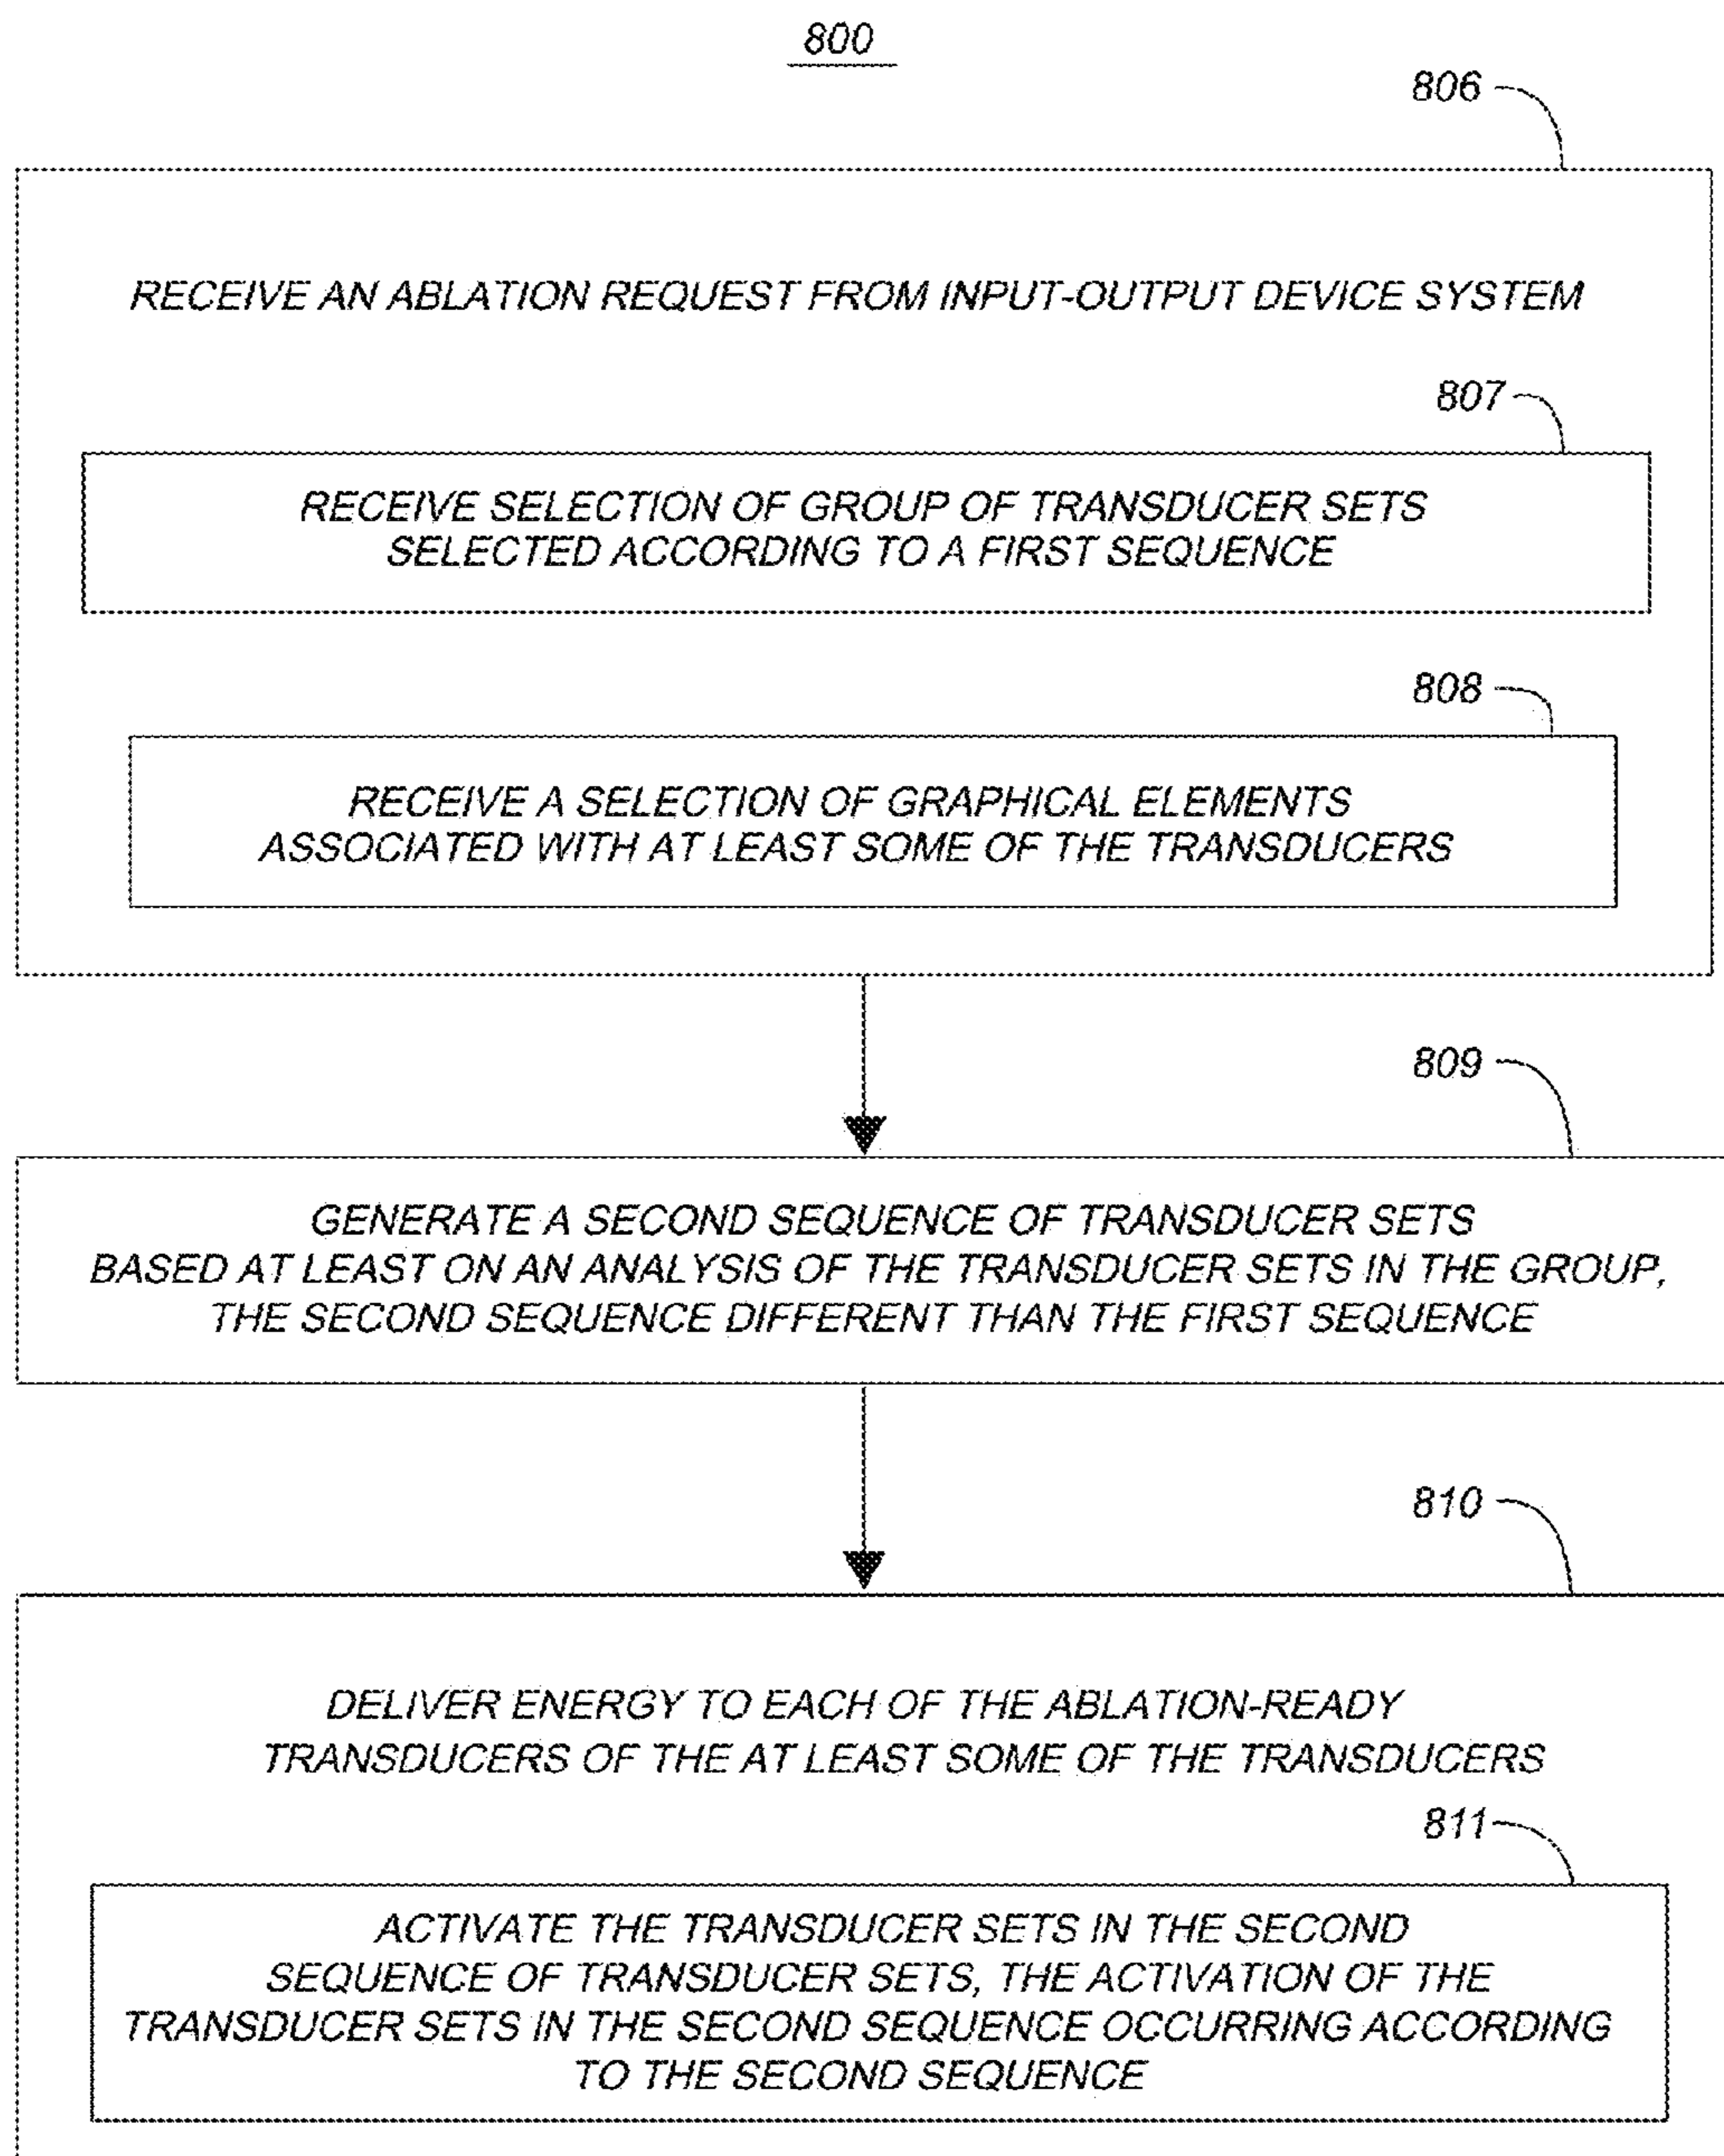 800
806
RECEIVE AN ABLATION REQUEST FROM INPUT-OUTPUT DEVICE SYSTEM
807
RECEIVE SELECTION OF GROUP OF TRANSDUCER SETS
SELECTED ACCORDING TO A FIRST SEQUENCE
808
RECEIVE A SELECTION OF GRAPHICAL ELEMENTS
ASSOCIATED WITH AT LEAST SOME OF THE TRANSDUCERS
809
GENERATE A SECOND SEQUENCE OF TRANSDUCER SETS
BASED AT LEAST ON AN ANALYSIS OF THE TRANSDUCER SETS IN THE GROUP,
THE SECOND SEQUENCE DIFFERENT THAN THE FIRST SEQUENCE
810
DELIVER ENERGY TO EACH OF THE ABLATION-READY
TRANSDUCERS OF THE AT LEAST SOME OF THE TRANSDUCERS
811
ACTIVATE THE TRANSDUCER SETS IN THE SECOND
SEQUENCE OF TRANSDUCER SETS, THE ACTIVATION OF THE
TRANSDUCER SETS IN THE SECOND SEQUENCE OCCURRING ACCORDING
TO THE SECOND SEQUENCE